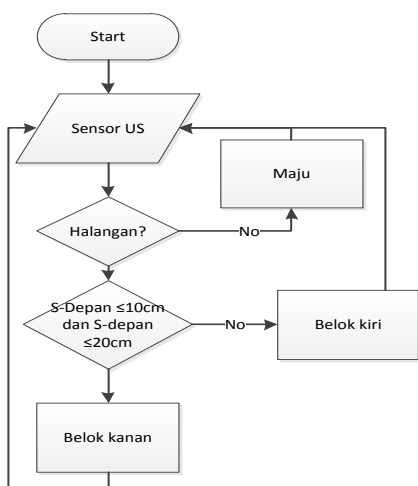 Start
Sensor US
Maju
Halangan?
No
S-Depan ≤10cm
dan S-depan
≤20cm
No
Belok kiri
Belok kanan